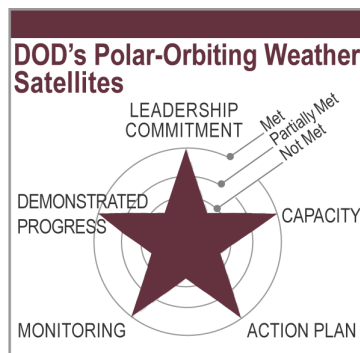 DOD's Polar-Orbiting Weather
Satellites
LEADERSHIP
COMMITMENT
Met
Partially Met
Not Met
DEMONSTRATED
PROGRESS
CAPACITY
MONITORING
ACTION PLAN